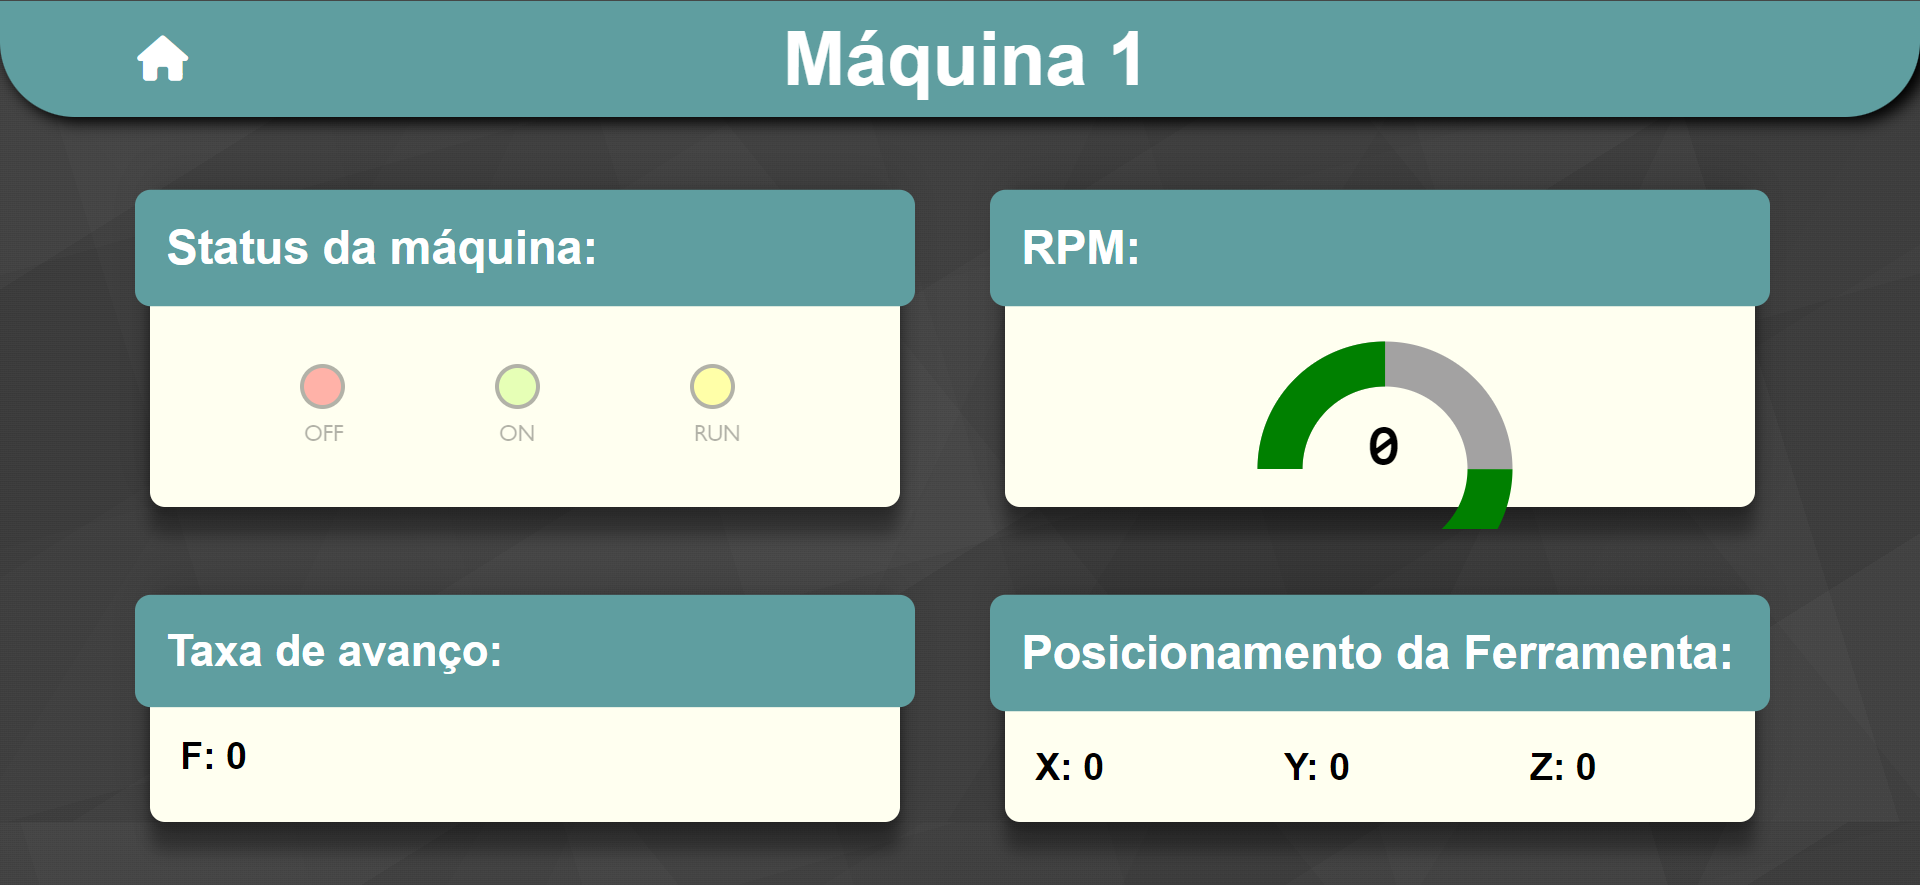 Máquina 1
Status da máquina:
OFF ON RUN
RPM:
0
Taxa de avanço:
F: 0
Posicionamento da Ferramenta:
X: 0 Y: 0 Z: 0